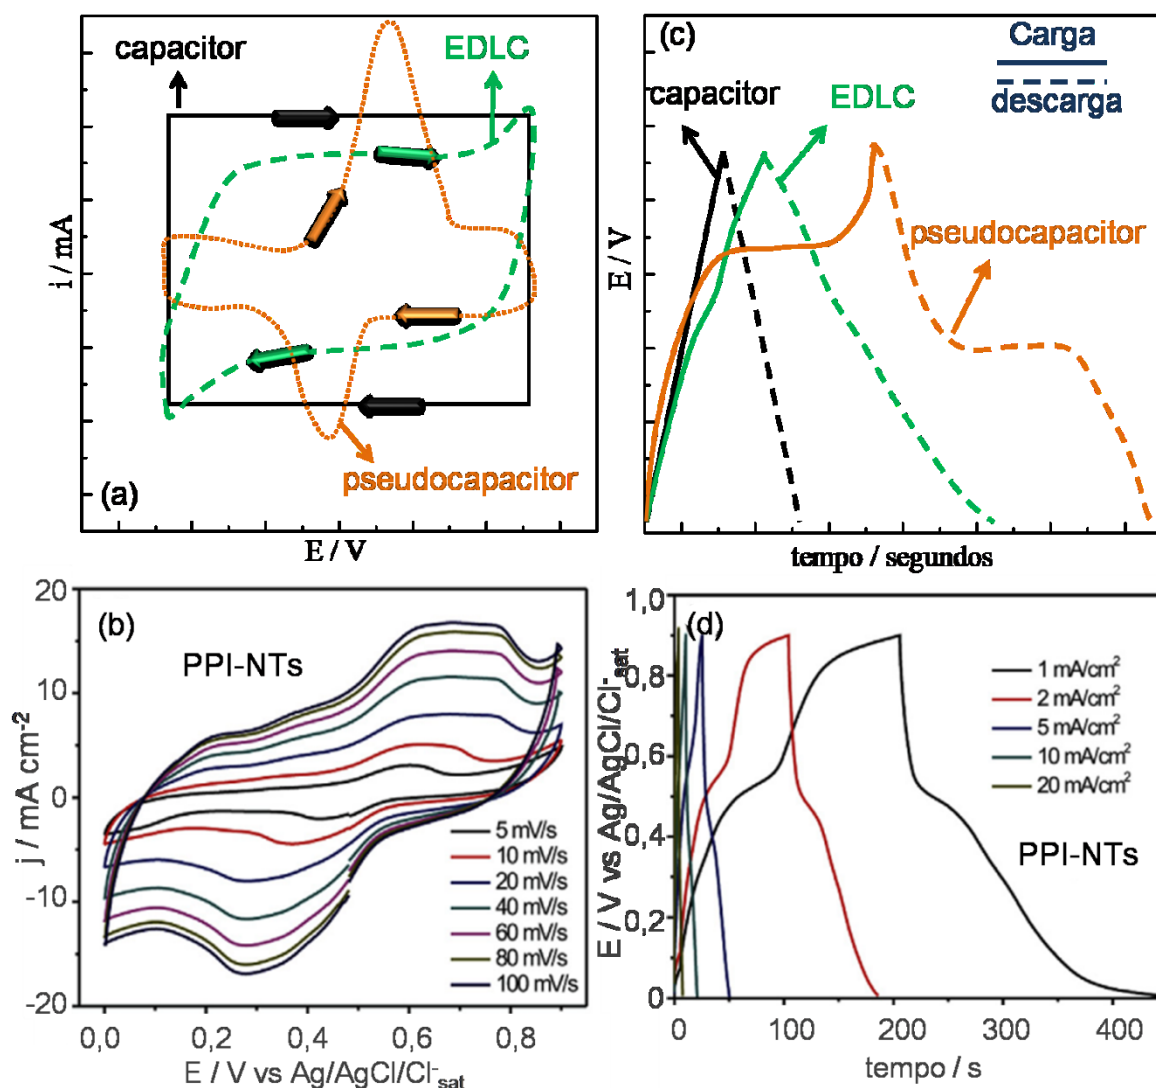 capacitor
EDLC
pseudocapacitor
(a)
i / mA
E / V
(c)
Carga
descarga
capacitor
EDLC
pseudocapacitor
E / V
tempo / segundos
(b)
PPI-NTs
20
10
0
-10
-20
j / mA cm-2
5 mV/s
10 mV/s
20 mV/s
40 mV/s
60 mV/s
80 mV/s
100 mV/s
0,0
0,2
0,4
0,6
0,8
E / V vs Ag/AgCl/Cl-sat
(d)
1,0
0,8
0,6
0,4
0,2
0
E / V vs Ag/AgCl/Cl-sat
1 mA/cm2
2 mA/cm2
5 mA/cm2
10 mA/cm2
20 mA/cm2
PPI-NTs
0
100
200
300
400
tempo / s